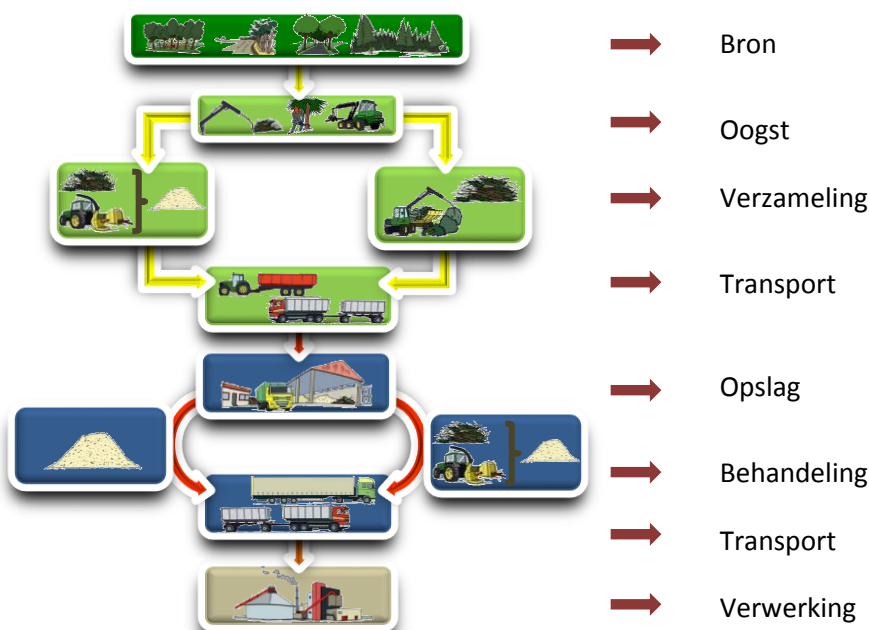 Bron
Oogst
Verzameling
Transport
Opslag
Behandeling
Transport
Verwerking